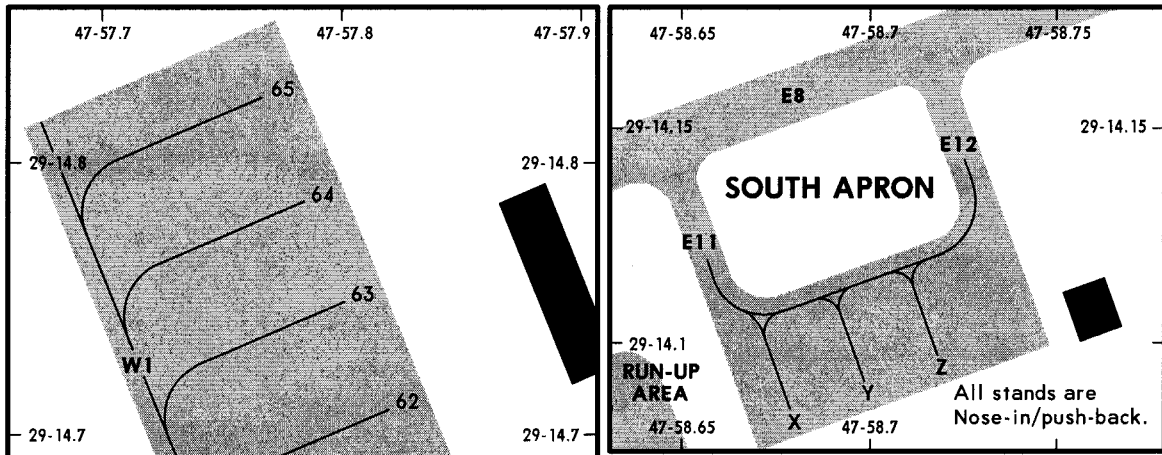 47-57.7
47-57.8
47-57.9
65
29-14.8
29-14.8
64
63
W1
62
29-14.7
29-14.7
47-58.65
47-58.7
47-58.75
E8
29-14.15
29-14.15
E12
SOUTH APRON
E11
29-14.1
29-14.1
RUN-UP
AREA
Z
Y
X
All stands are
Nose-in/push-back.
47-58.65
47-58.7